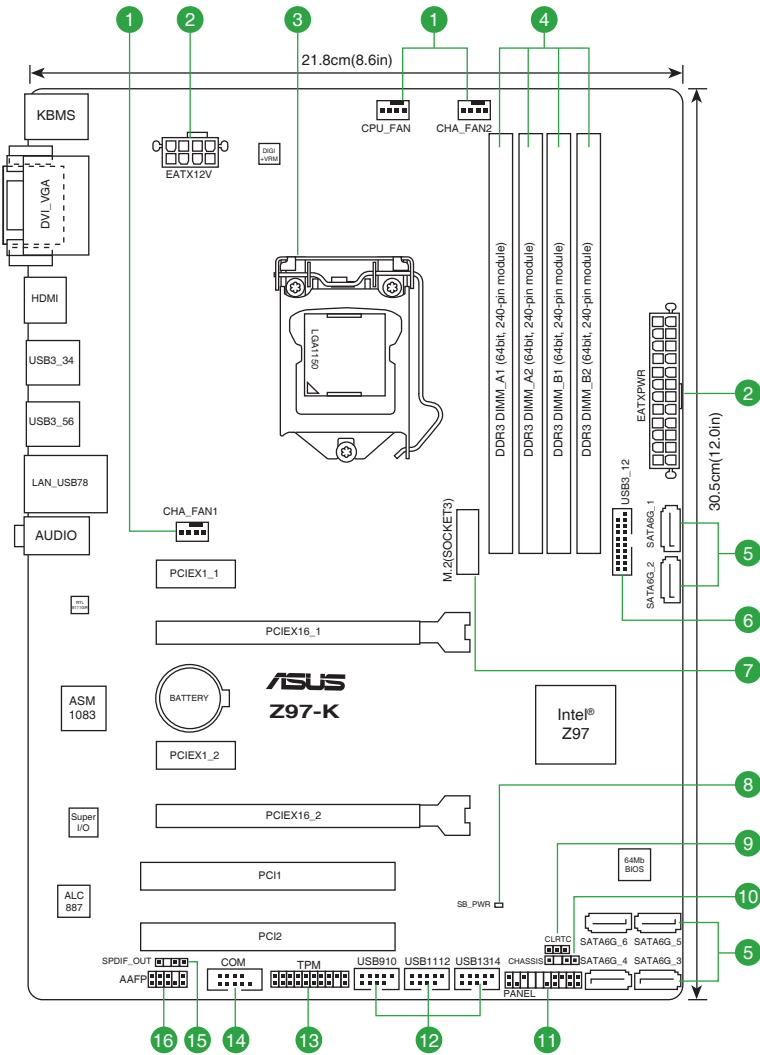 1
2
3
1
4
21.8cm(8.6in)
KBMS
CPU_FAN
CHA_FAN2
EATX12V
DIGI
+VRM
DVI_VGA
HDMI
LGA1150
DDR3 DIMM_A1 (64bit, 240-pin module)
DDR3 DIMM_A2 (64bit, 240-pin module)
DDR3 DIMM_B1 (64bit, 240-pin module)
DDR3 DIMM_B2 (64bit, 240-pin module)
EATXPWR
2
30.5cm(12.0in)
USB3_34
USB3_56
LAN_USB78
AUDIO
1
CHA_FAN1
M.2(SOCKET3)
USB3_12
SATA6G_1
SATA6G_2
5
6
7
PCIEX1_1
RTL
PCIEX16_1
ASM
1083
BATTERY
ASUS
Z97-K
Intel®
Z97
PCIEX1_2
8
Super
I/O
PCIEX16_2
9
64Mb
BIOS
PCI1
ALC
887
SB_PWR
10
PCI2
CLRTC
SATA6G_6
SATA6G_5
5
SPDIF_OUT
CHASSIS
SATA6G_4
SATA6G_3
AAFP
COM
TPM
USB910
USB1112
USB1314
PANEL
16
15
14
13
12
11